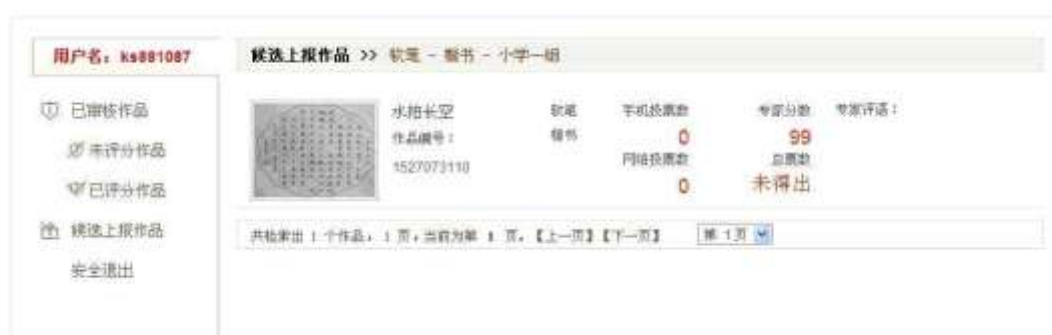 用户名：ks881087
已审核作品
未评分作品
已评分作品
候选上报作品
安全退出
候选上报作品 >> 软笔 - 楷书 - 小学一组
水拍长空
作品编号：
1527073110
软笔
楷书
手机投票数
0
网络投票数
0
专家分数
99
总票数
未得出
专家评语：
共检索出 1 个作品，1 页，当前为第 1 页。【上一页】【下一页】 第 1页